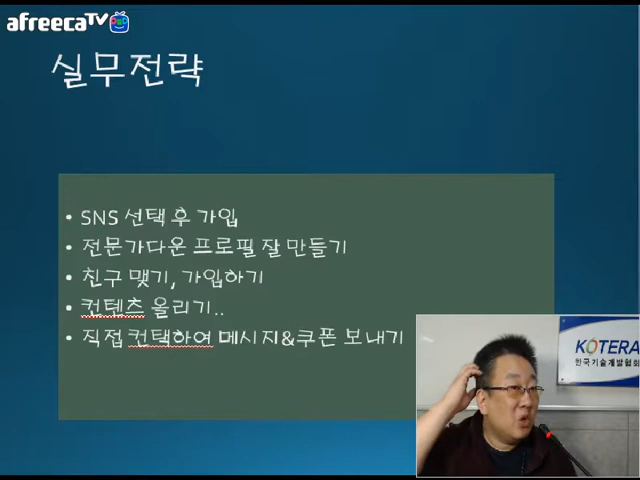 afreecaTV
실무전략
• SNS 선택 후 가입
• 전문가다운 프로필 잘 만들기
• 친구 맺기, 가입하기
• 컨텐츠 올리기..
• 직접 컨택하여 메시지&쿠폰 보내기
KOTERA
한국기술개발협회